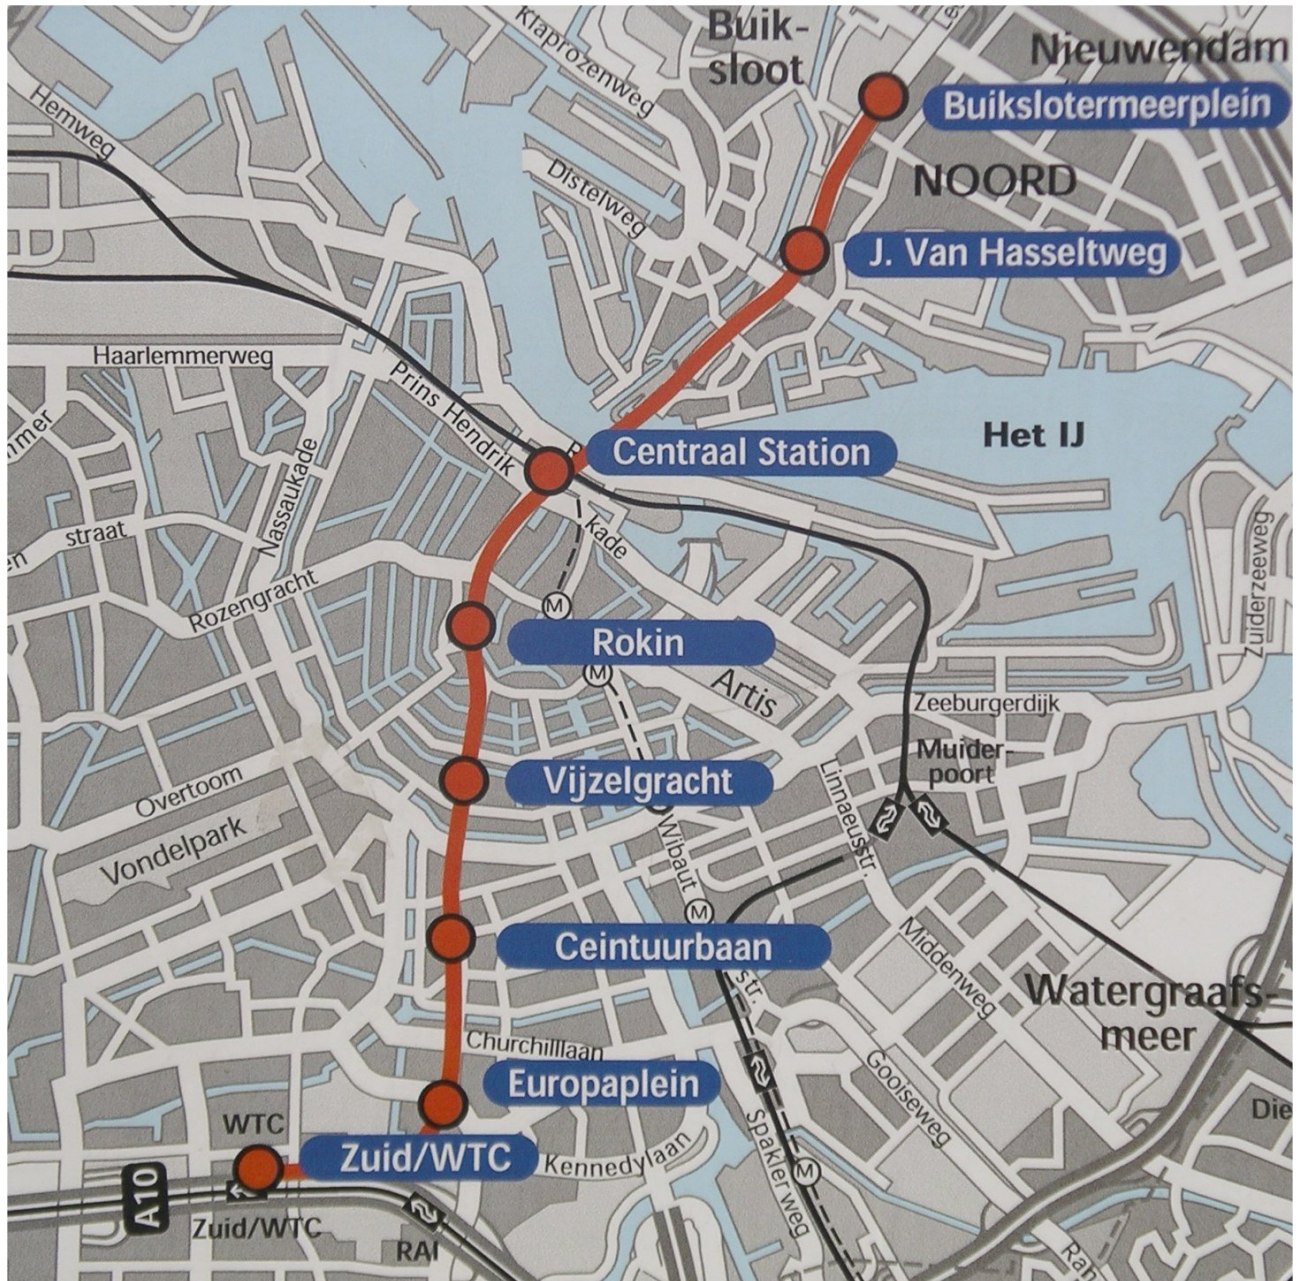 Buik-
sloot
Nieuwendam
Klaprozenweg
Buikslotermeerplein
Hemweg
NOORD
Distelweg
J. Van Hasseltweg
Haarlemmerweg
Prins Hendrik
kade
Het IJ
Centraal Station
Nassaukade
straat
Rozengracht
Zuiderzeeweg
M
Rokin
M
Artis
Zeeburgerdijk
Muider-
poort
Overtoom
Vijzelgracht
Linnaeusstr.
Vondelpark
Wibaut
str.
M
Ceintuurbaan
Middenweg
Watergraafs-
meer
Churchilllaan
Gooiseweg
Europaplein
WTC
Zuid/WTC
Kennedylaan
Spaklerweg
M
A10
Zuid/WTC
RAI
Die
Rah